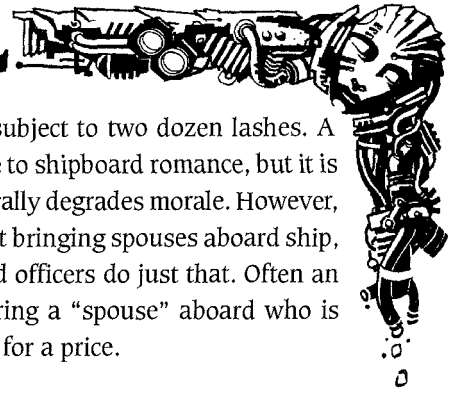 subject to two dozen lashes. A
to shipboard romance, but it is
rally degrades morale. However,
t bringing spouses aboard ship,
d officers do just that. Often an
ring a “spouse” aboard who is
for a price.